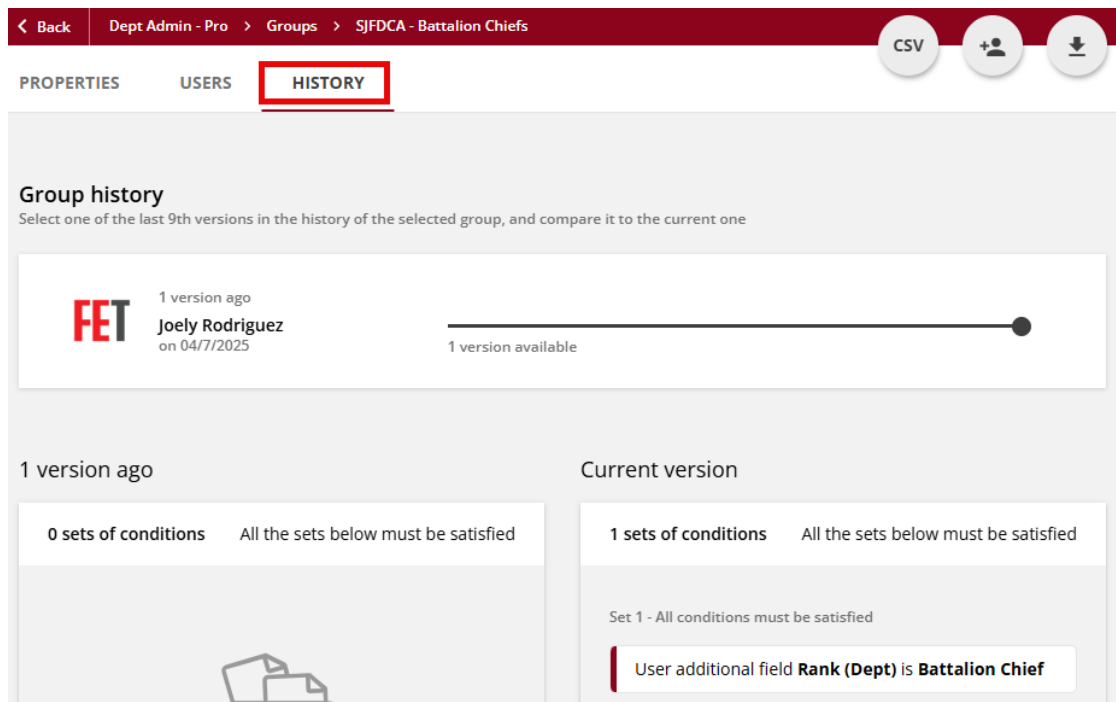 Back Dept Admin - Pro > Groups > SJFDCA - Battalion Chiefs
CSV
PROPERTIES USERS HISTORY
Group history
Select one of the last 9th versions in the history of the selected group, and compare it to the current one
FET
1 version ago
Joely Rodriguez
on 04/7/2025
1 version available
1 version ago
0 sets of conditions All the sets below must be satisfied
Current version
1 sets of conditions All the sets below must be satisfied
Set 1 - All conditions must be satisfied
User additional field Rank (Dept) is Battalion Chief